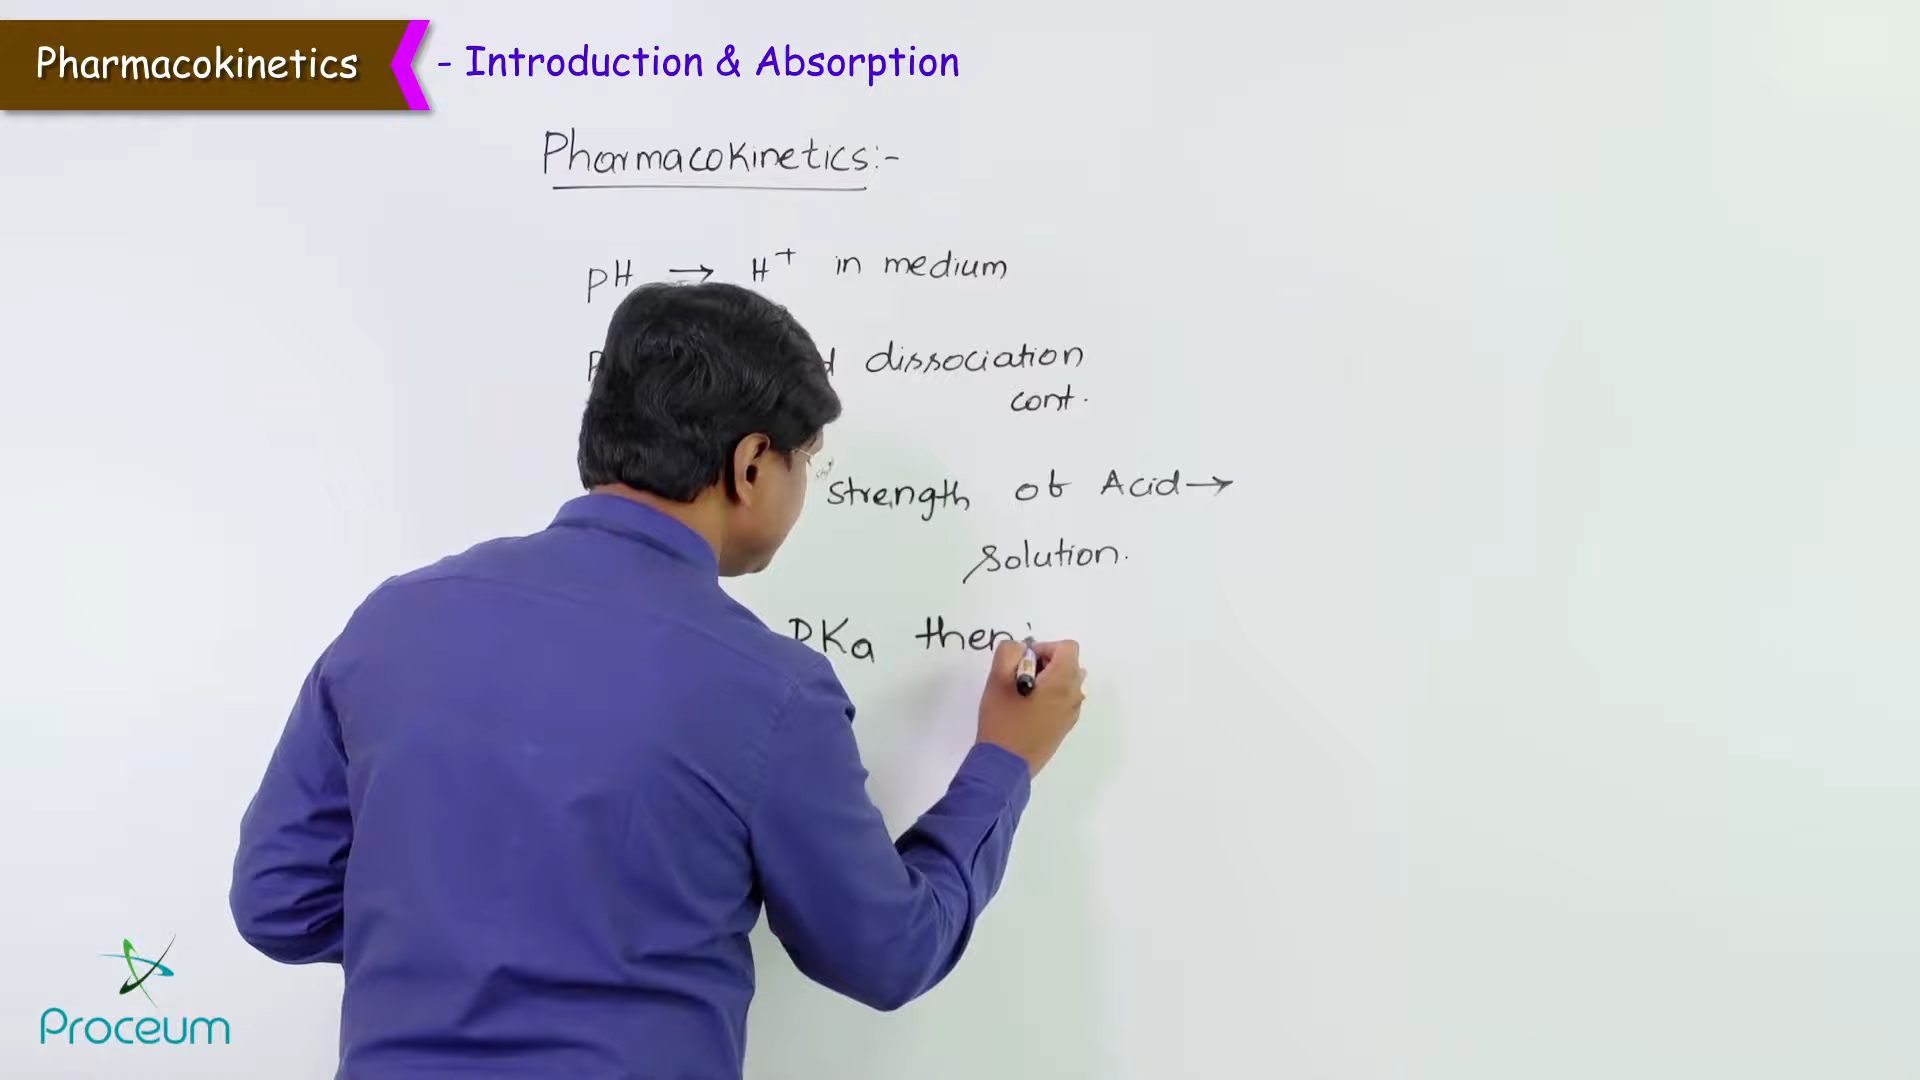 Pharmacokinetics - Introduction & Absorption
Pharmacokinetics:-
pH → H⁺ in medium
dissociation
cont.
strength of Acid→
solution.
PKa then
Proceum